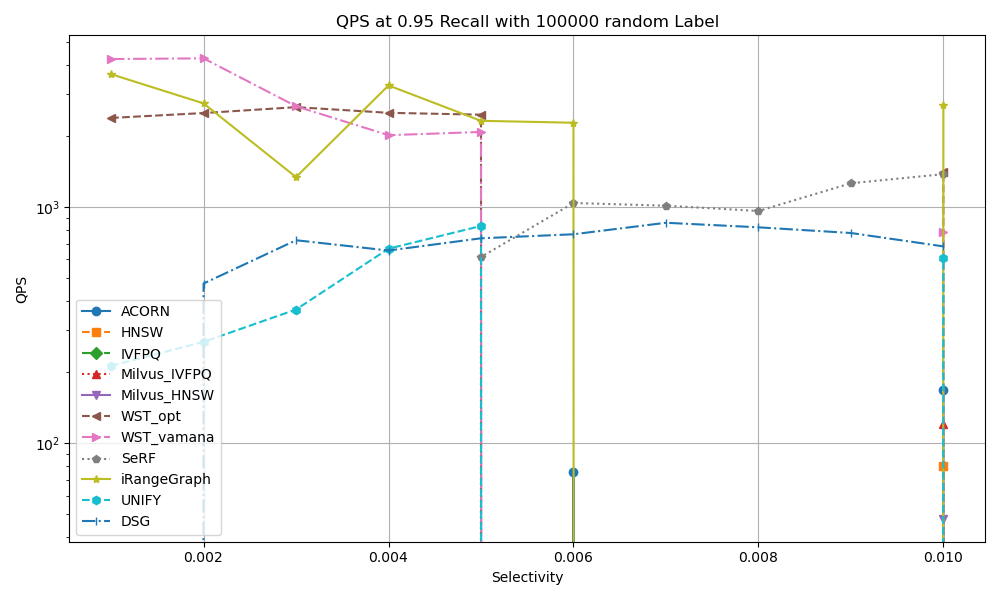 QPS at 0.95 Recall with 100000 random Label
QPS
10³
10²
ACORN
HNSW
IVFPQ
Milvus_IVFPQ
Milvus_HNSW
WST_opt
WST_vamana
SeRF
iRangeGraph
UNIFY
DSG
0.002 0.004 0.006 0.008 0.010
Selectivity